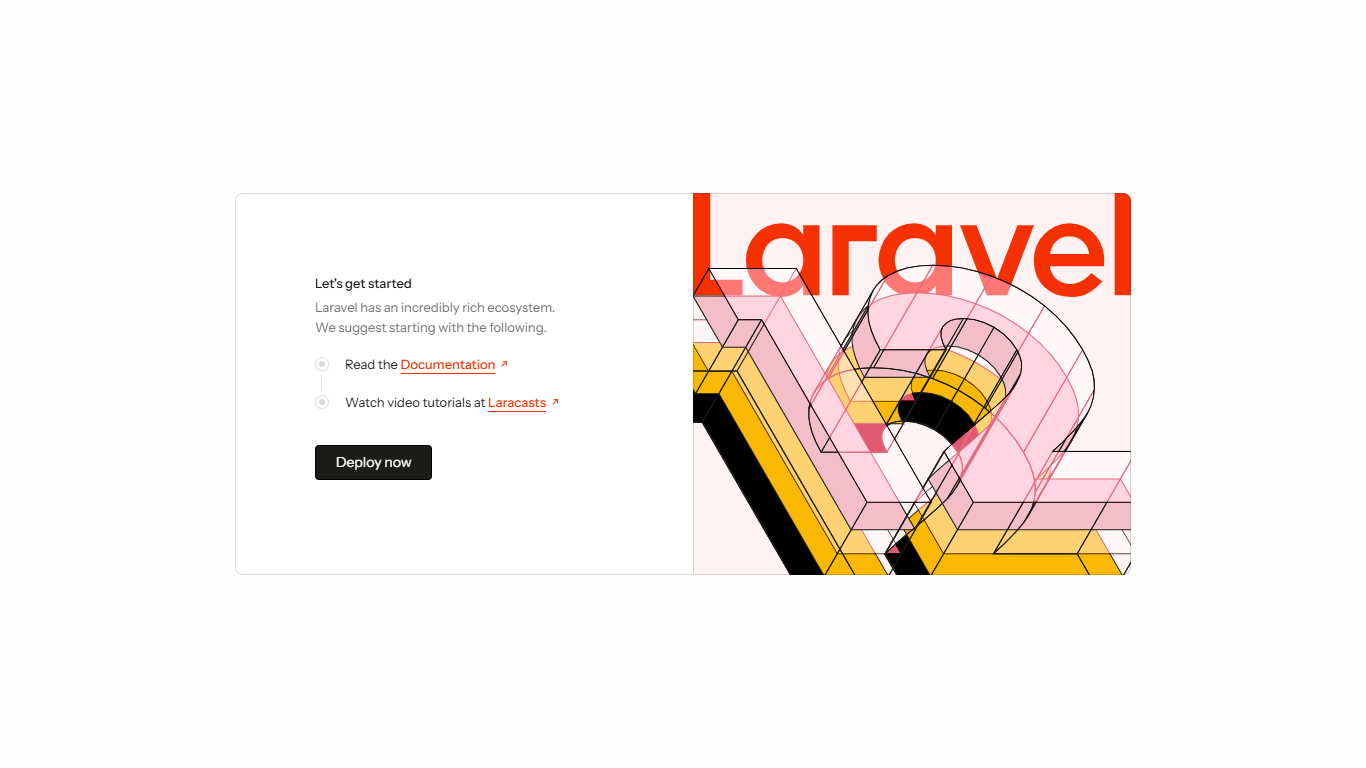 Laravel
Let's get started
Laravel has an incredibly rich ecosystem.
We suggest starting with the following.
Read the Documentation
Watch video tutorials at Laracasts
Deploy now